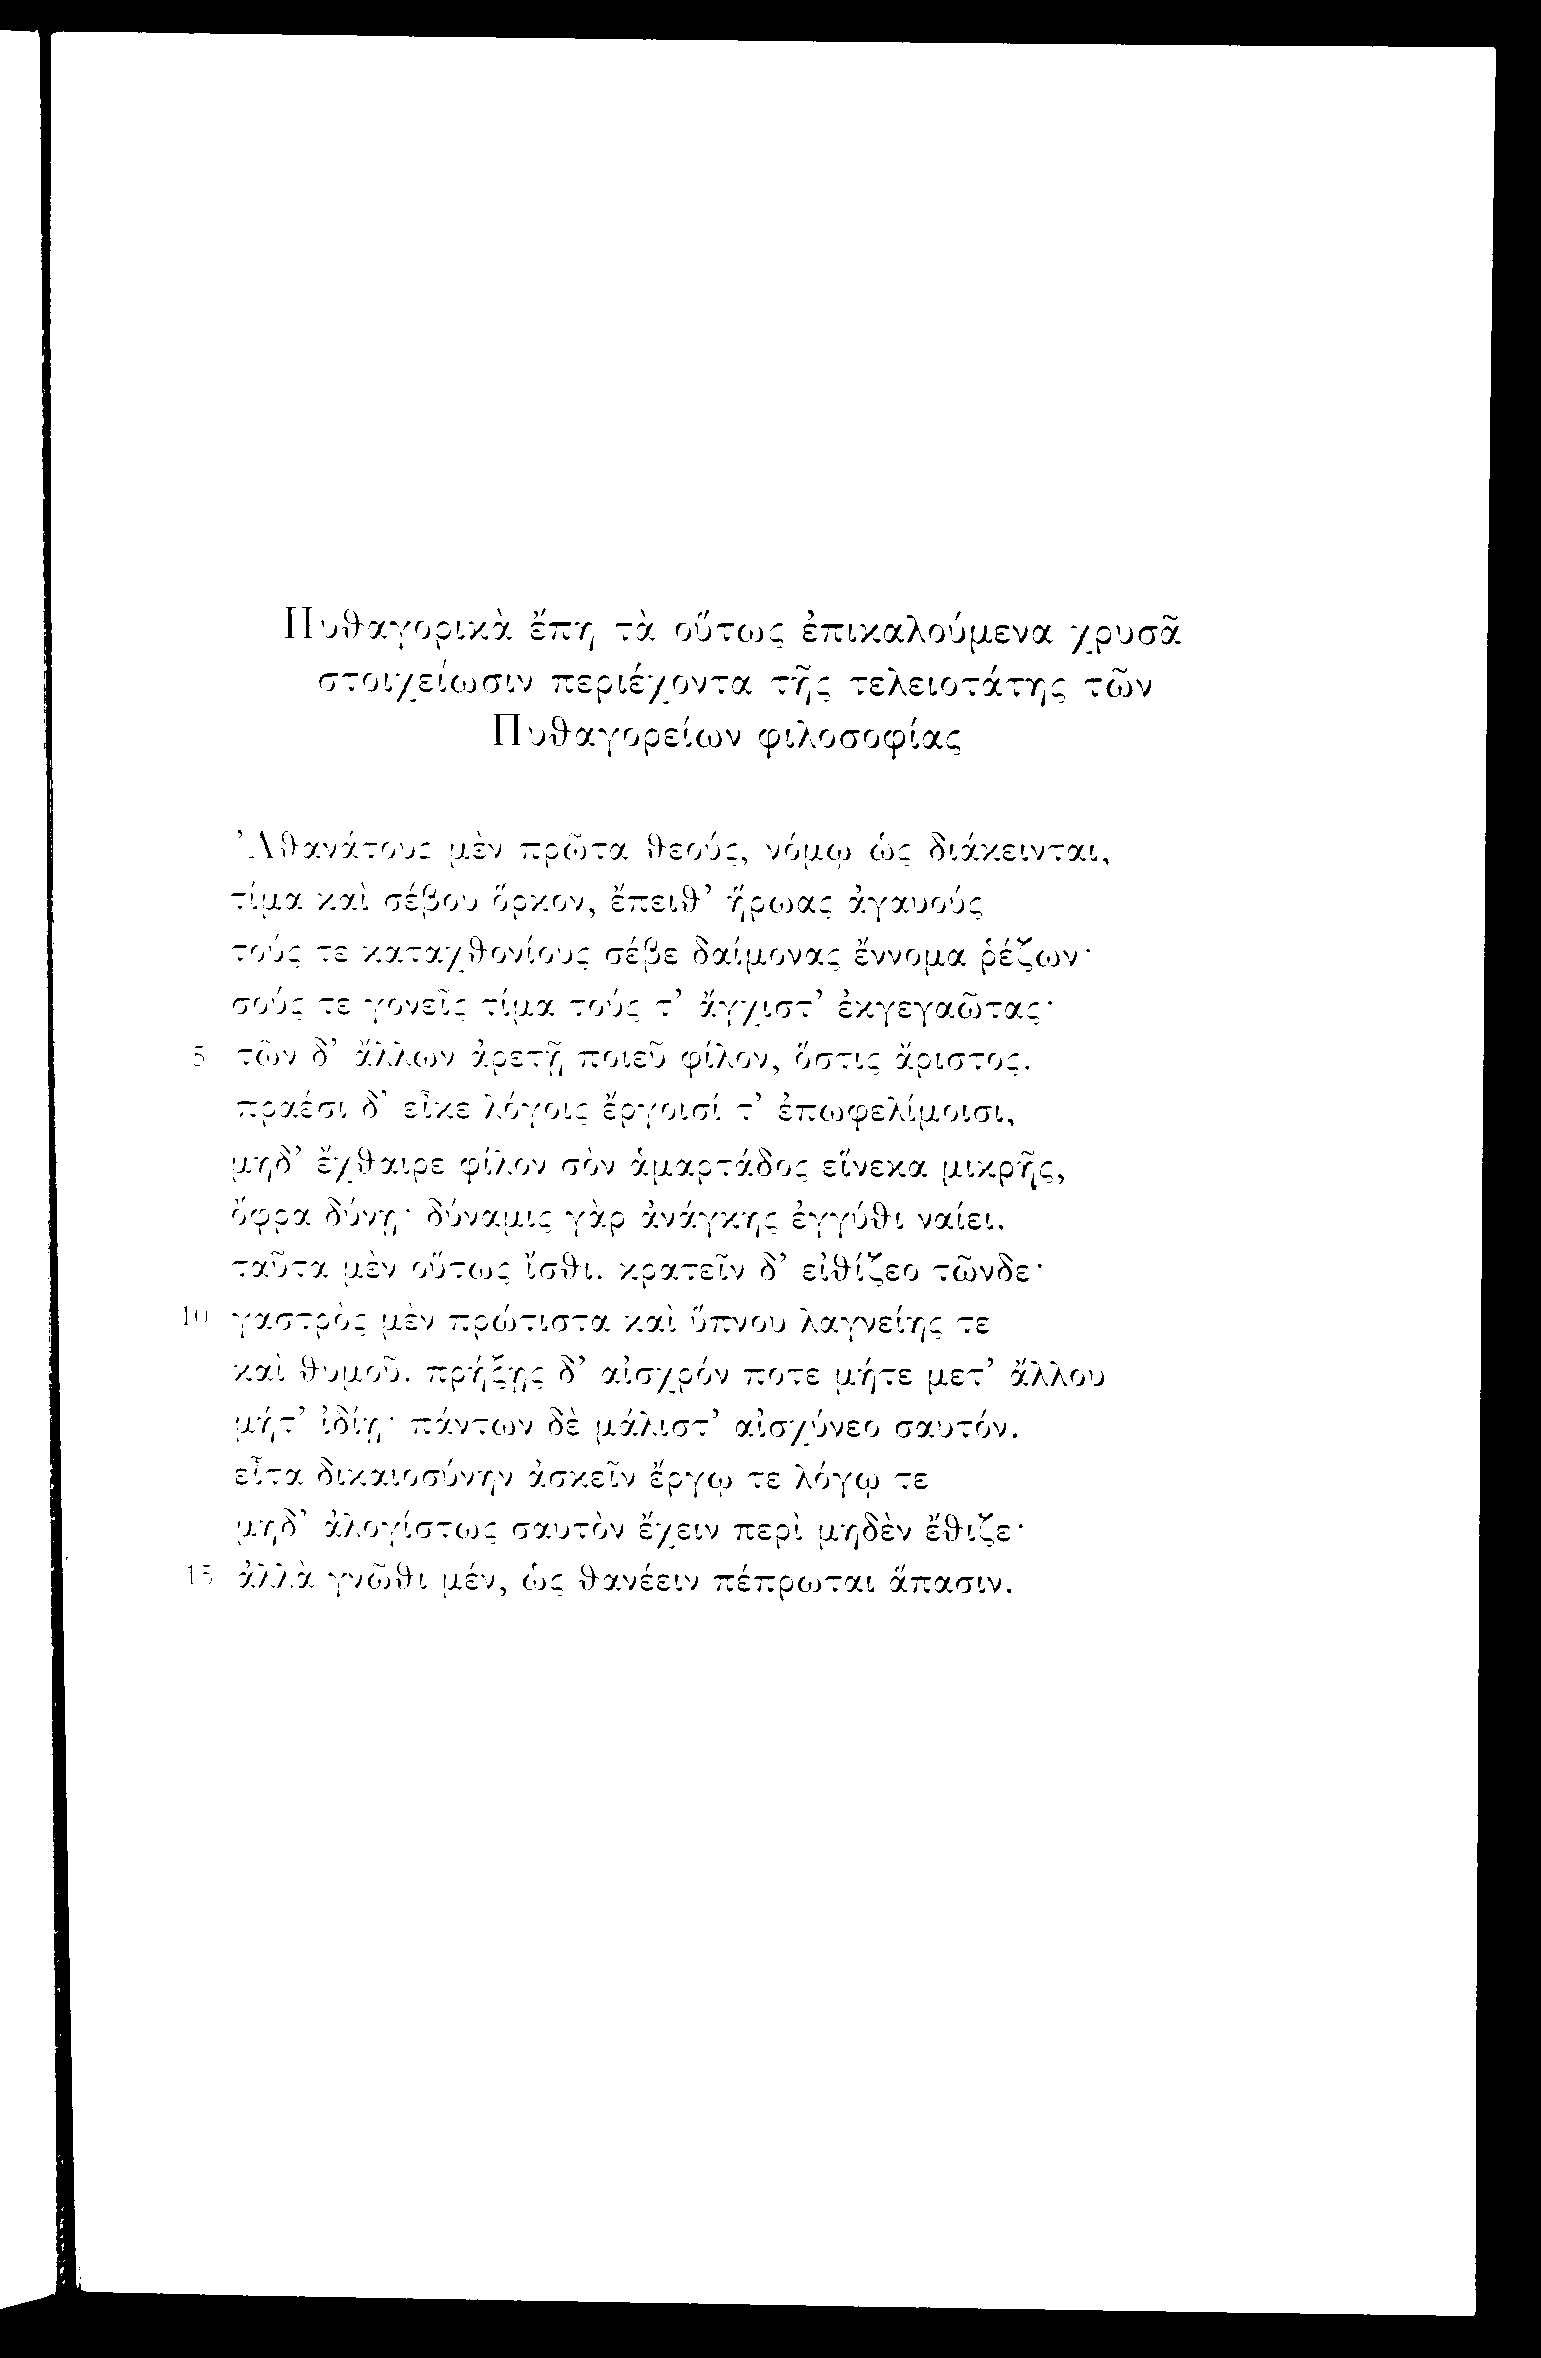 Πυθαγορικὰ ἔπη τὰ οὕτως ἐπικαλούμενα χρυσᾶ
στοιχείωσιν περιέχοντα τῆς τελειοτάτης τῶν
Πυθαγορείων φιλοσοφίας
Ἀθανάτους μὲν πρῶτα θεούς, νόμῳ ὡς διάκεινται,
τίμα καὶ σέβου ὅρκον, ἔπειθ’ ἥρωας ἀγαυούς
τούς τε καταχθονίους σέβε δαίμονας ἔννομα ῥέζων·
σούς τε γονεῖς τίμα τούς τ’ ἄγχιστ’ ἐκγεγαῶτας·
5 τῶν δ’ ἄλλων ἀρετῇ ποιεῦ φίλον, ὅστις ἄριστος.
πραέσι δ’ εἶκε λόγοις ἔργοισί τ’ ἐπωφελίμοισι,
μηδ’ ἔχθαιρε φίλον σὸν ἁμαρτάδος εἵνεκα μικρῆς,
ὄφρα δύνῃ· δύναμις γὰρ ἀνάγκης ἐγγύθι ναίει.
ταῦτα μὲν οὕτως ἴσθι. κρατεῖν δ’ εἰθίζεο τῶνδε·
10 γαστρὸς μὲν πρώτιστα καὶ ὕπνου λαγνείης τε
καὶ θυμοῦ. πρήξῃς δ’ αἰσχρόν ποτε μήτε μετ’ ἄλλου
μήτ’ ἰδίῃ· πάντων δὲ μάλιστ’ αἰσχύνεο σαυτόν.
εἶτα δικαιοσύνην ἀσκεῖν ἔργῳ τε λόγῳ τε
μηδ’ ἀλογίστως σαυτὸν ἔχειν περὶ μηδὲν ἔθιζε·
15 ἀλλὰ γνῶθι μέν, ὡς θανέειν πέπρωται ἅπασιν.